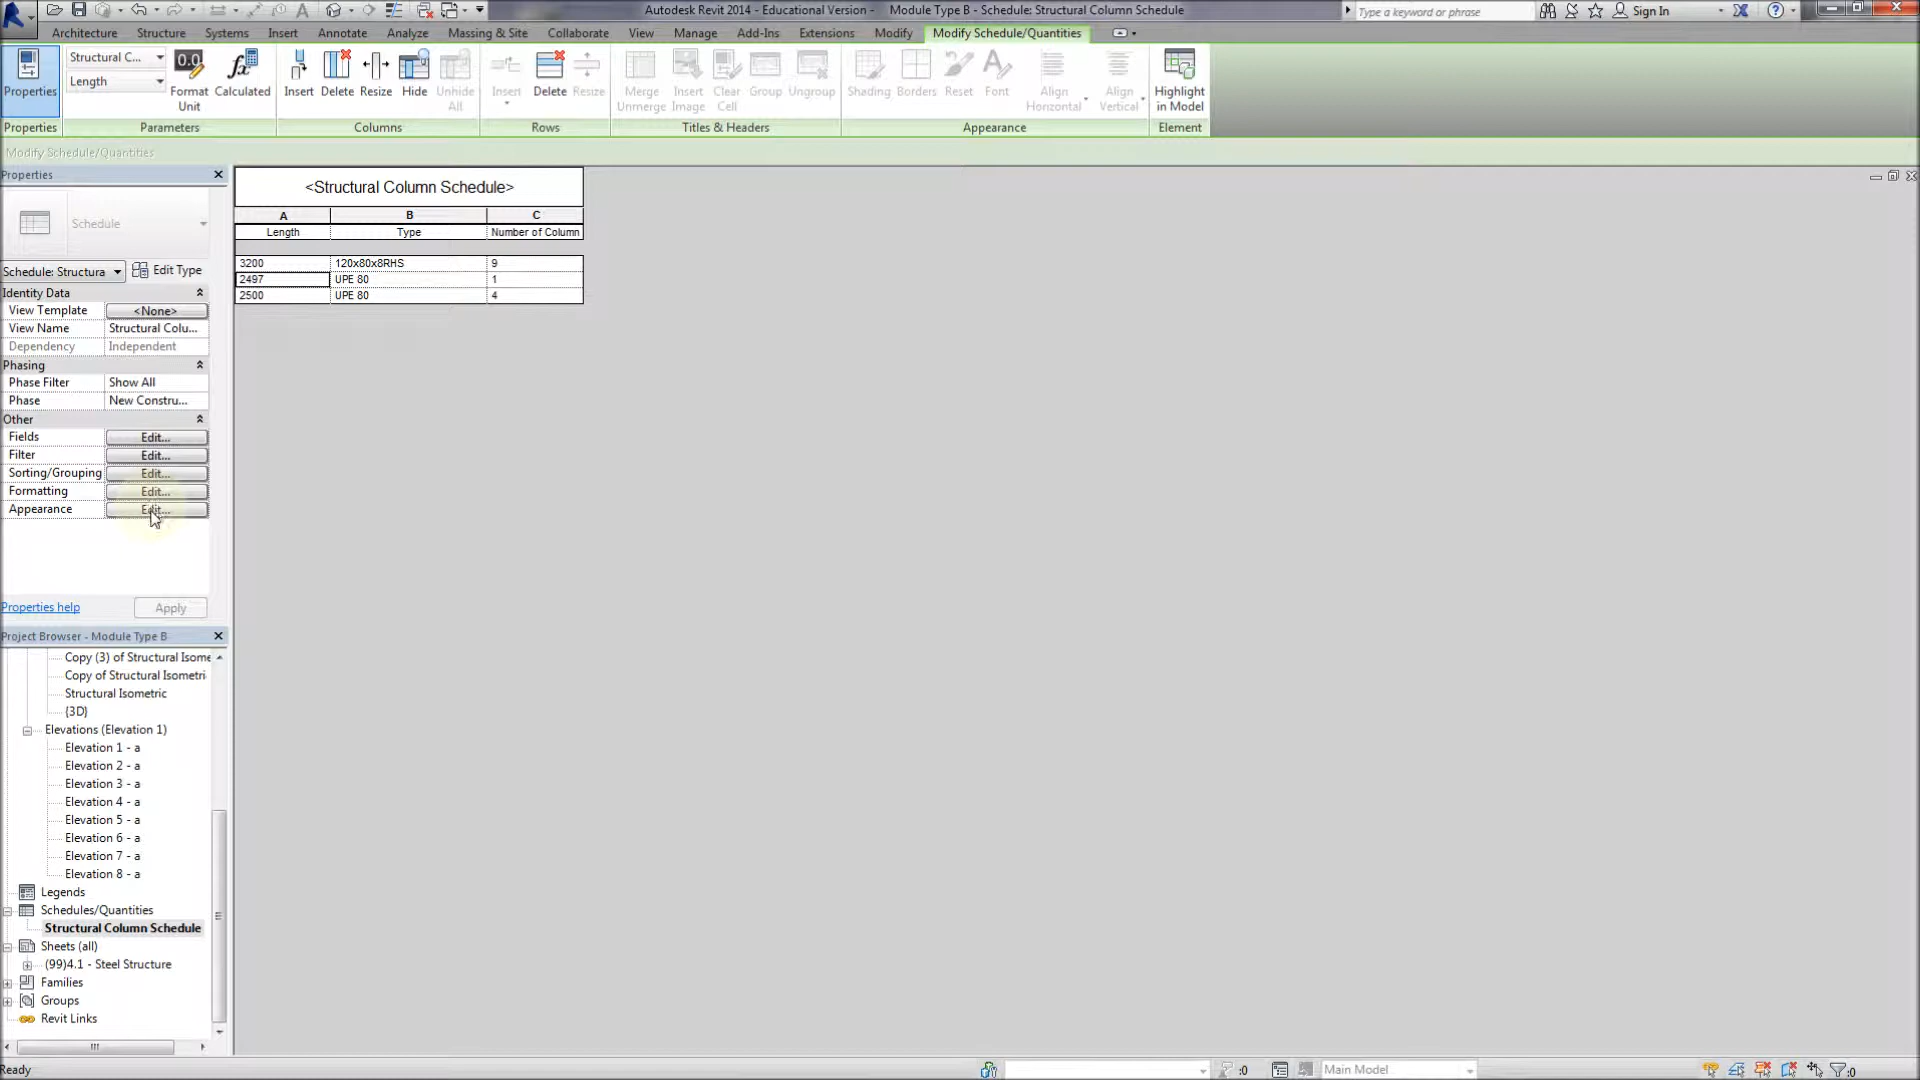 Autodesk Revit 2014 - Educational Version - Module Type B - Schedule: Structural Column Schedule
Type a keyword or phrase
Sign In
Architecture Structure Systems Insert Annotate Analyze Massing & Site Collaborate View Manage Add-Ins Extensions Modify Modify Schedule/Quantities
Structural C...
Length
Properties
0.0
Format Unit
Calculated
Insert Delete Resize Hide Unhide All
Insert Delete Resize
Merge Unmerge Insert Image Clear Cell Group Ungroup
Shading Borders Reset Font Align Horizontal Align Vertical
Highlight in Model
Properties Parameters Columns Rows Titles & Headers Appearance Element
Modify Schedule/Quantities
Properties
Schedule
Schedule: Structura Edit Type
Identity Data
View Template <None>
View Name Structural Colu...
Dependency Independent
Phasing
Phase Filter Show All
Phase New Constru...
Other
Fields Edit...
Filter Edit...
Sorting/Grouping Edit...
Formatting Edit...
Appearance Edit...
Properties help Apply
<Structural Column Schedule>
A B C
Length Type Number of Column
3200 120x80x8RHS 9
2497 UPE 80 1
2500 UPE 80 4
Project Browser - Module Type B
Copy (3) of Structural Isome
Copy of Structural Isometri
Structural Isometric
{3D}
Elevations (Elevation 1)
Elevation 1 - a
Elevation 2 - a
Elevation 3 - a
Elevation 4 - a
Elevation 5 - a
Elevation 6 - a
Elevation 7 - a
Elevation 8 - a
Legends
Schedules/Quantities
Structural Column Schedule
Sheets (all)
(99)4.1 - Steel Structure
Families
Groups
Revit Links
Ready
:0
Main Model
:0